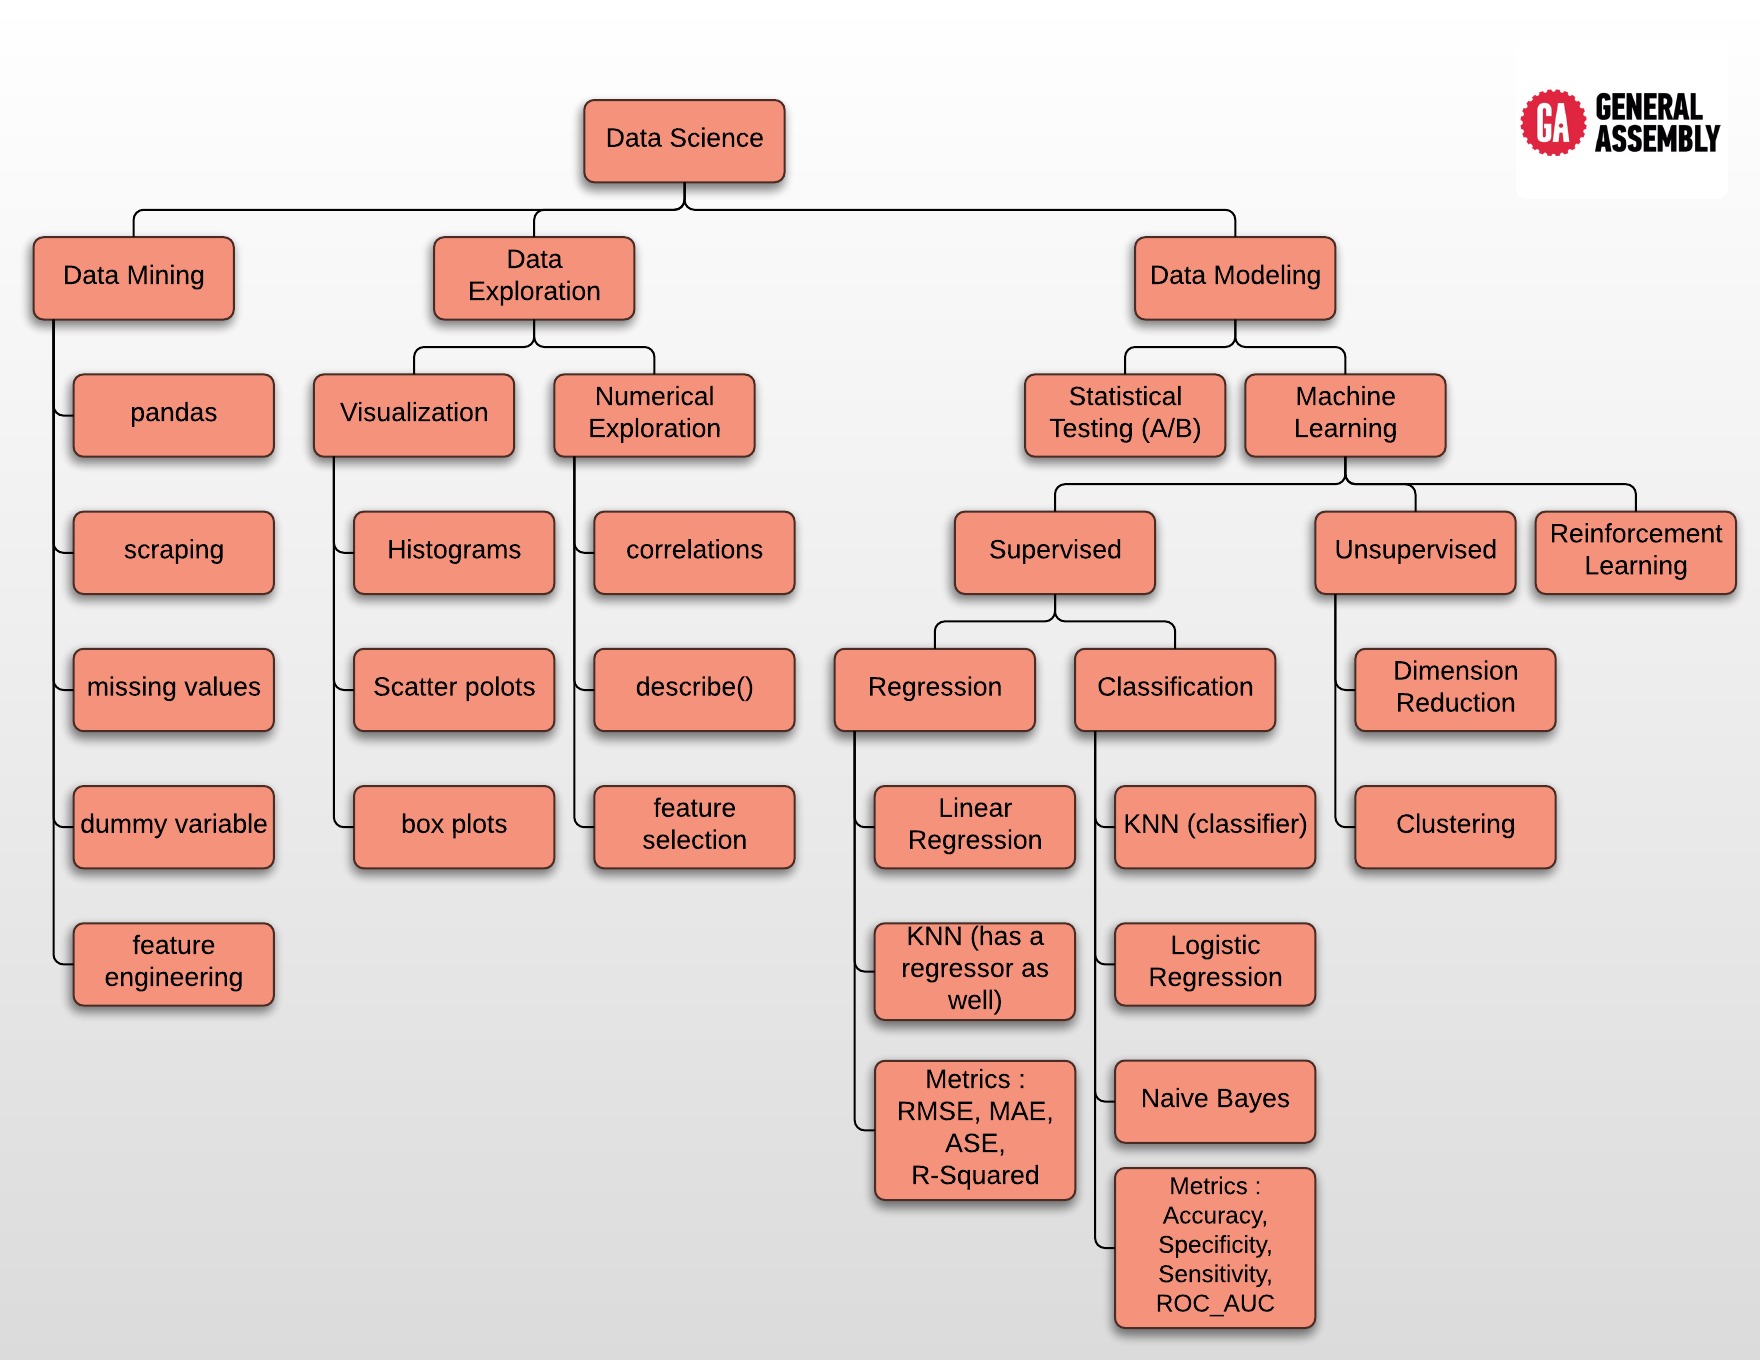 GENERAL
ASSEMBLY
GA
Data Science
Data Mining
Data
Exploration
Data Modeling
pandas
Visualization
Numerical
Exploration
Statistical
Testing (A/B)
Machine
Learning
scraping
Histograms
correlations
Supervised
Unsupervised
Reinforcement
Learning
missing values
Scatter polots
describe()
Regression
Classification
Dimension
Reduction
dummy variable
box plots
feature
selection
Linear
Regression
KNN (classifier)
Clustering
feature
engineering
KNN (has a
regressor as
well)
Logistic
Regression
Metrics :
RMSE, MAE,
ASE,
R-Squared
Naive Bayes
Metrics :
Accuracy,
Specificity,
Sensitivity,
ROC_AUC